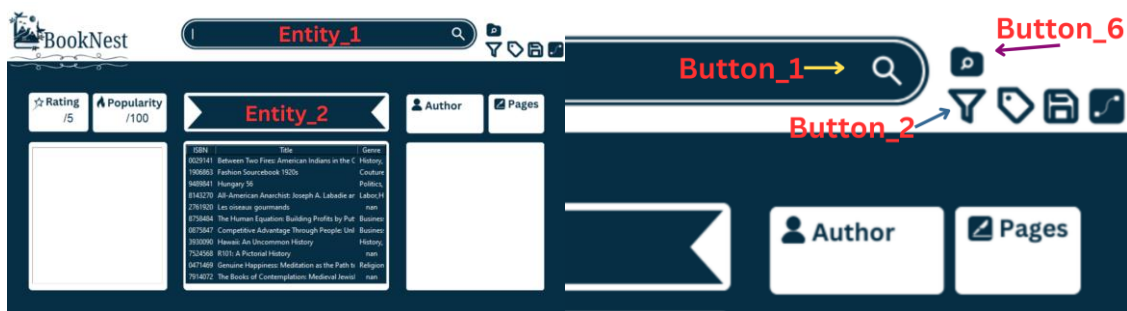 BookNest
Entity_1
Rating
/5
Popularity
/100
Entity_2
Author
Pages
ISBN Title Genre
0029141 Between Two Fires: American Indians in the C History,
1906863 Fashion Sourcebook 1920s Couture
9489841 Hungary 56 Politics,
8143270 All-American Anarchist: Joseph A. Labadie ar Labor,H
2761920 Les oiseaux gourmands nan
8758484 The Human Equation: Building Profits by Putt Busines:
0875847 Competitive Advantage Through People: Unl Busines:
3930090 Hawaii: An Uncommon History History,
7524568 R101: A Pictorial History nan
0471469 Genuine Happiness: Meditation as the Path to Religion
7914072 The Books of Contemplation: Medieval Jewisl nan
Button_6
Button_1
Button_2
Author
Pages